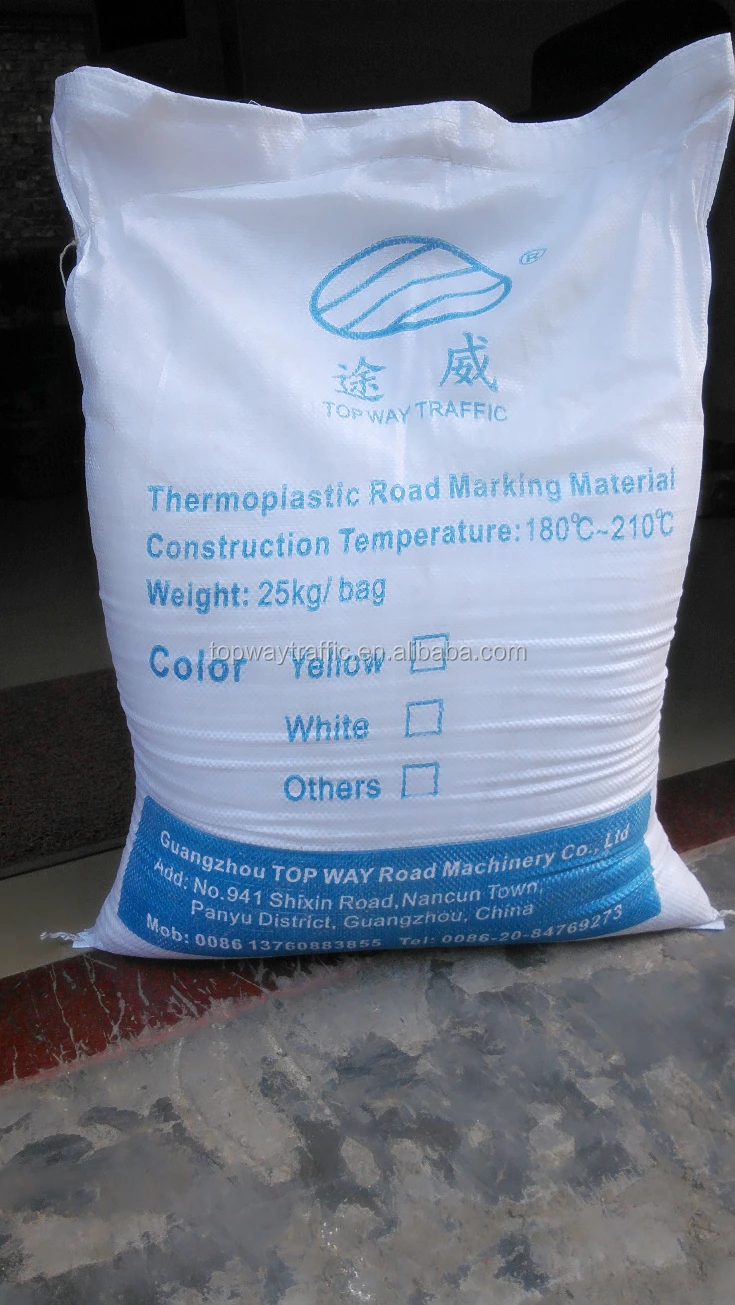 ®
途 威
TOP WAY TRAFFIC
Thermoplastic Road Marking Material
Construction Temperature:180℃~210℃
Weight: 25kg/ bag
Color Yellow
topwaytraffic.en.alibaba.com
White
Others
Guangzhou TOP WAY Road Machinery Co., Ltd
Add: No.941 Shixin Road,Nancun Town,
Panyu District, Guangzhou, China
Mob: 0086 13760883855 Tel: 0086-20-84769273